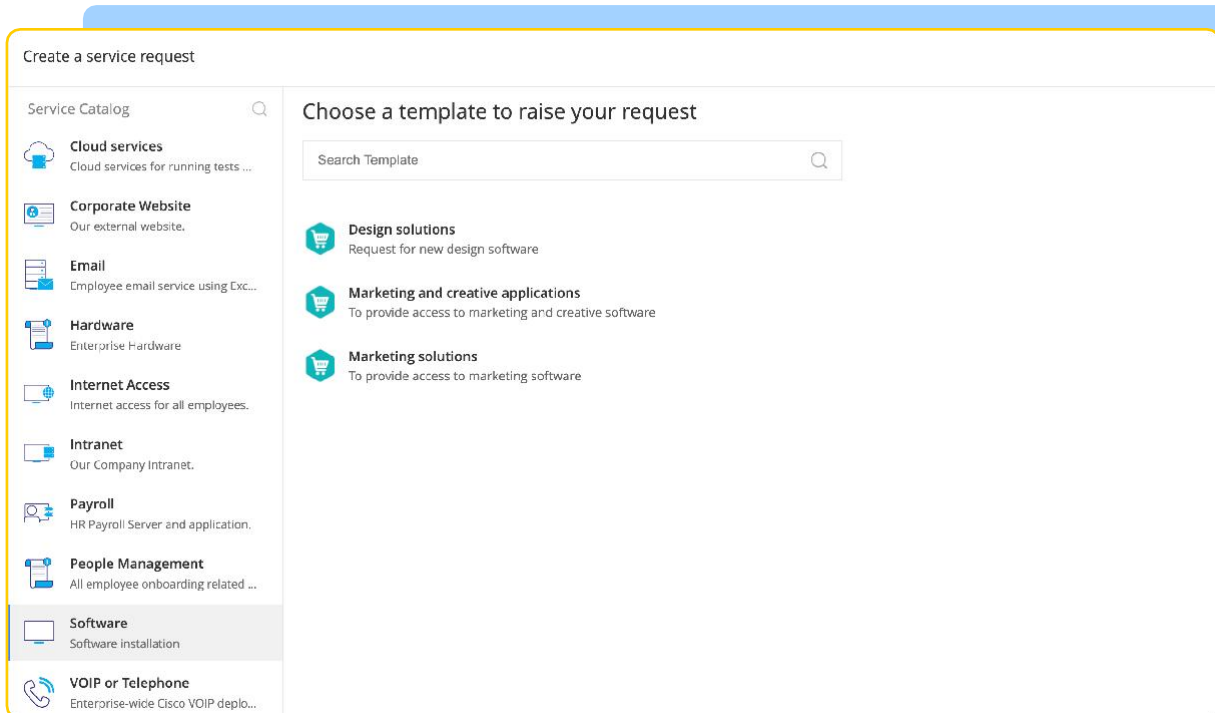 Create a service request
Service Catalog
Cloud services
Cloud services for running tests ...
Corporate Website
Our external website.
Email
Employee email service using Exc...
Hardware
Enterprise Hardware
Internet Access
Internet access for all employees.
Intranet
Our Company Intranet.
Payroll
HR Payroll Server and application.
People Management
All employee onboarding related ...
Software
Software installation
VOIP or Telephone
Enterprise-wide Cisco VOIP deplo...
Choose a template to raise your request
Search Template
Design solutions
Request for new design software
Marketing and creative applications
To provide access to marketing and creative software
Marketing solutions
To provide access to marketing software